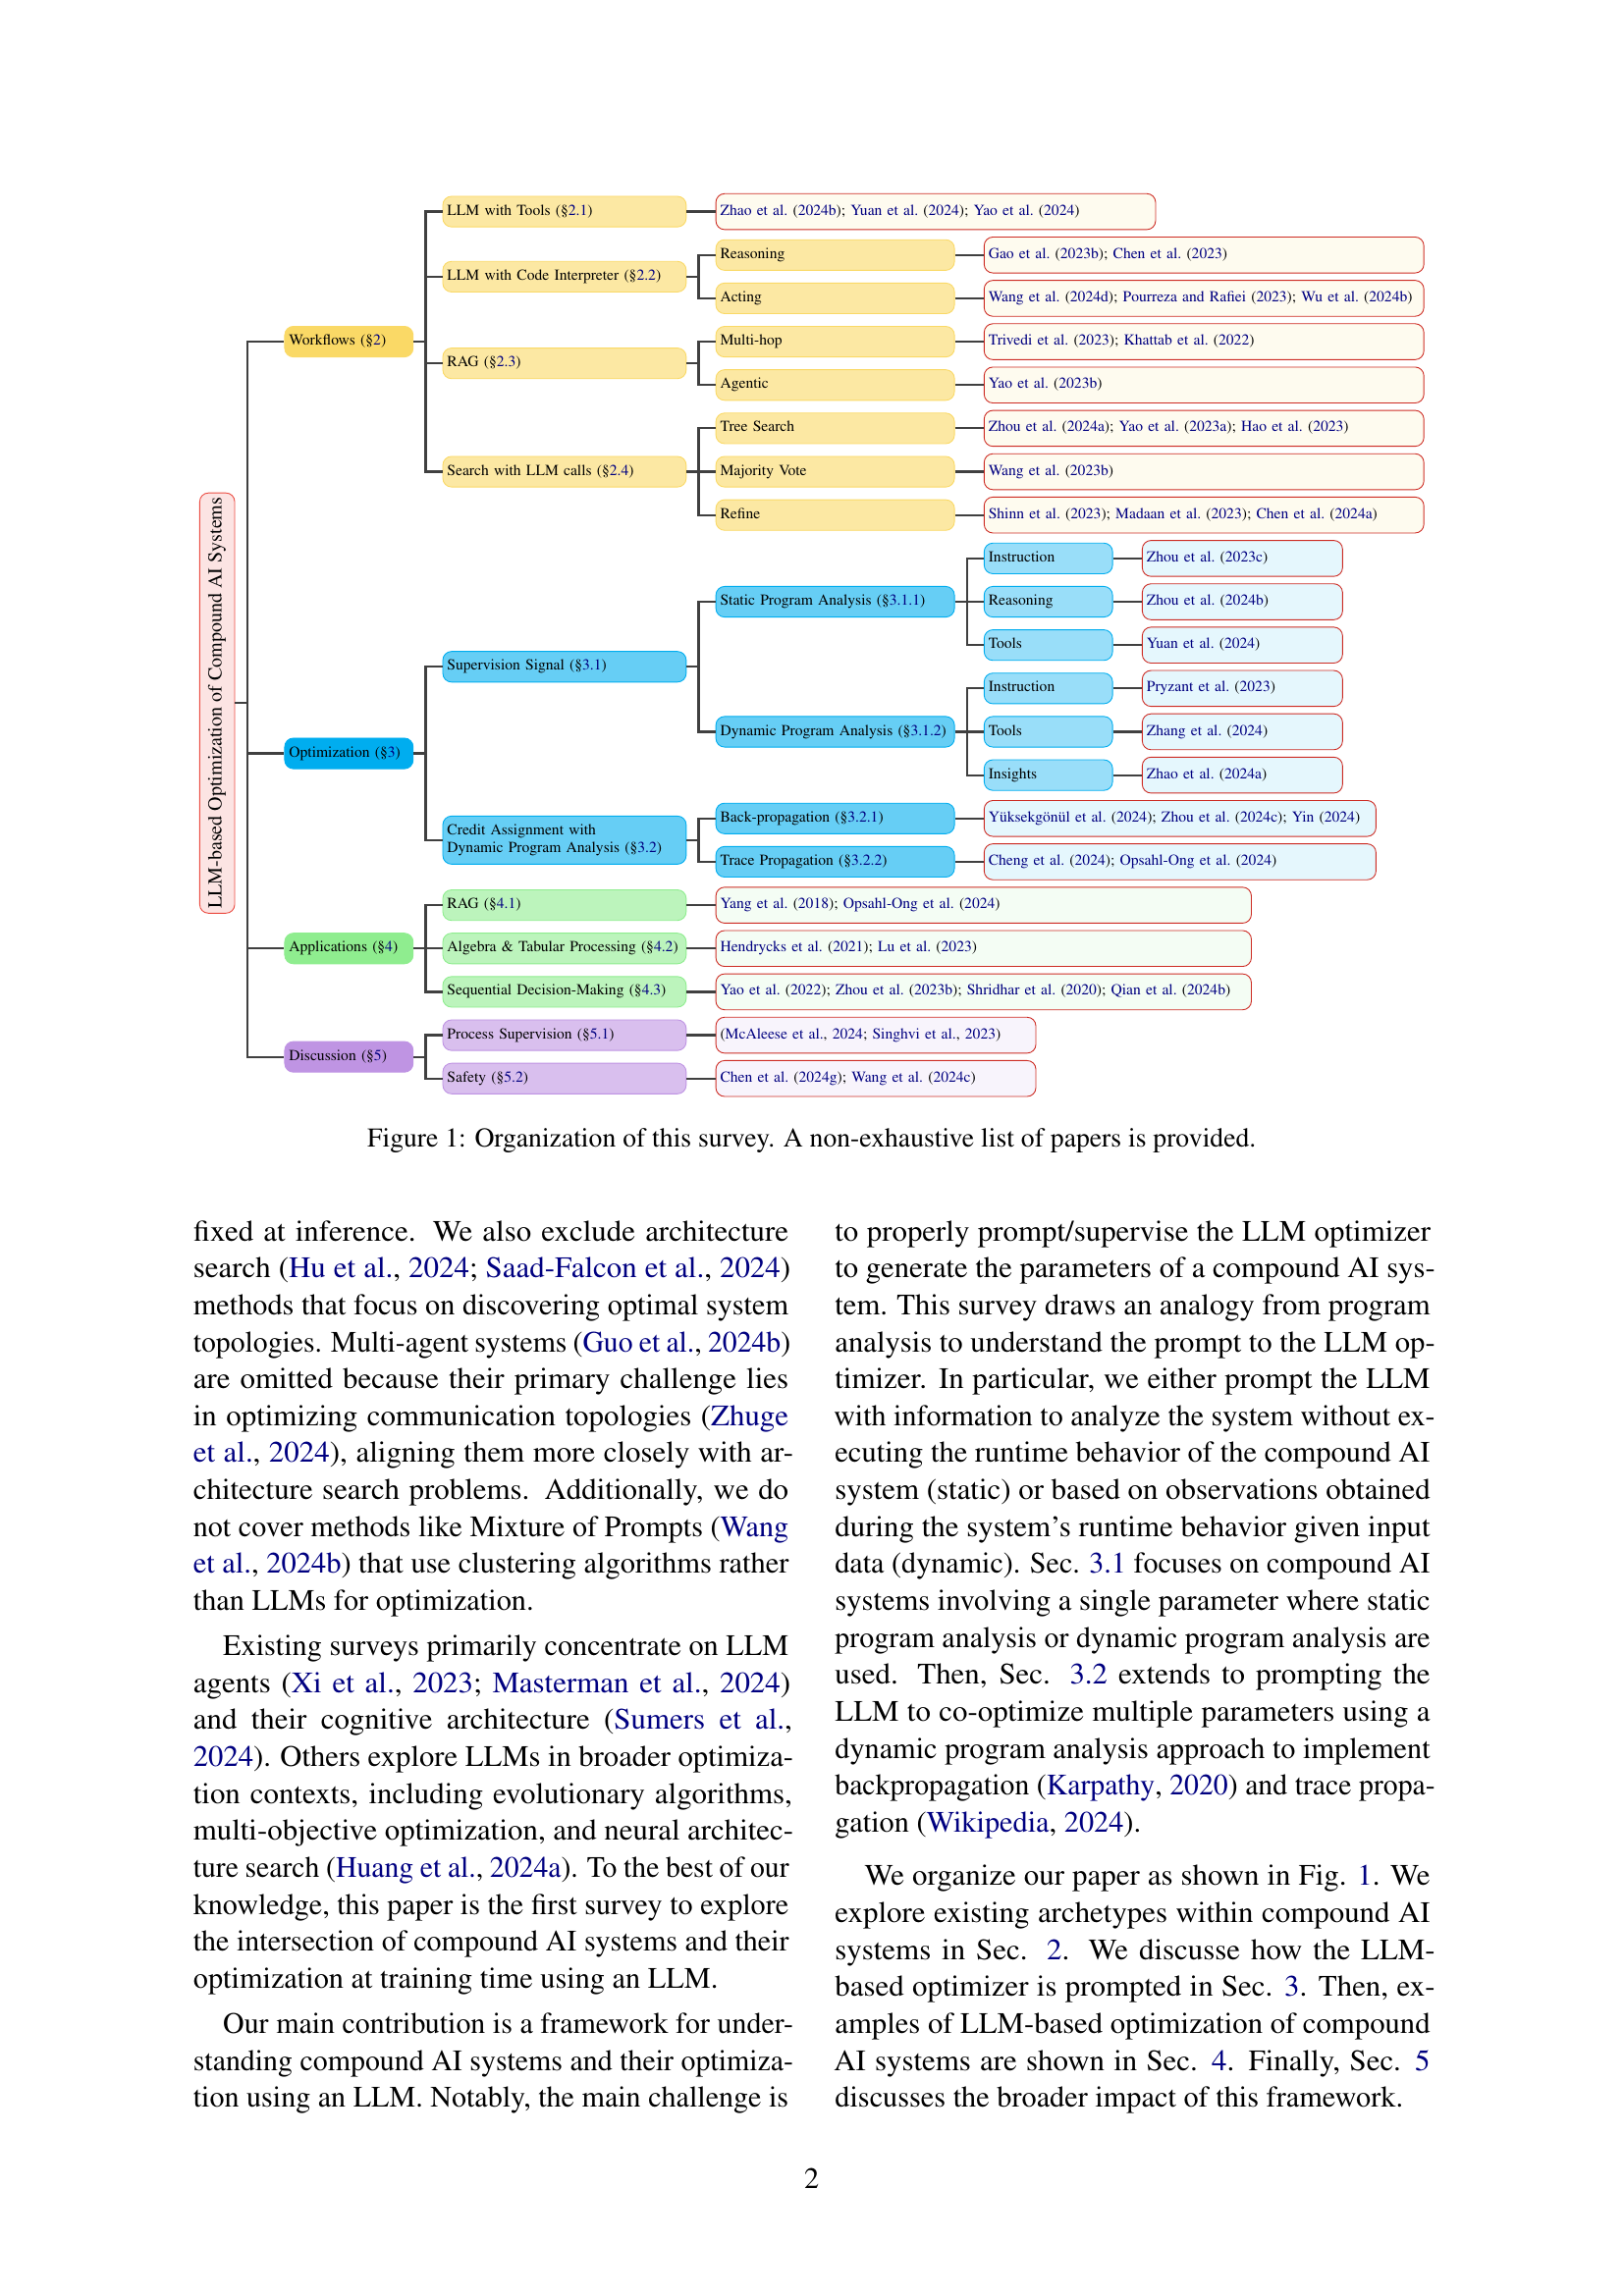 LLM-based Optimization of Compound AI Systems
Workflows (§2)
LLM with Tools (§2.1)
Zhao et al. (2024b); Yuan et al. (2024); Yao et al. (2024)
LLM with Code Interpreter (§2.2)
Reasoning
Gao et al. (2023b); Chen et al. (2023)
Acting
Wang et al. (2024d); Pourreza and Rafiei (2023); Wu et al. (2024b)
RAG (§2.3)
Multi-hop
Trivedi et al. (2023); Khattab et al. (2022)
Agentic
Yao et al. (2023b)
Search with LLM calls (§2.4)
Tree Search
Zhou et al. (2024a); Yao et al. (2023a); Hao et al. (2023)
Majority Vote
Wang et al. (2023b)
Refine
Shinn et al. (2023); Madaan et al. (2023); Chen et al. (2024a)
Optimization (§3)
Supervision Signal (§3.1)
Static Program Analysis (§3.1.1)
Instruction
Zhou et al. (2023c)
Reasoning
Zhou et al. (2024b)
Tools
Yuan et al. (2024)
Dynamic Program Analysis (§3.1.2)
Instruction
Pryzant et al. (2023)
Tools
Zhang et al. (2024)
Insights
Zhao et al. (2024a)
Credit Assignment with
Dynamic Program Analysis (§3.2)
Back-propagation (§3.2.1)
Yüksekgönül et al. (2024); Zhou et al. (2024c); Yin (2024)
Trace Propagation (§3.2.2)
Cheng et al. (2024); Opsahl-Ong et al. (2024)
Applications (§4)
RAG (§4.1)
Yang et al. (2018); Opsahl-Ong et al. (2024)
Algebra & Tabular Processing (§4.2)
Hendrycks et al. (2021); Lu et al. (2023)
Sequential Decision-Making (§4.3)
Yao et al. (2022); Zhou et al. (2023b); Shridhar et al. (2020); Qian et al. (2024b)
Discussion (§5)
Process Supervision (§5.1)
(McAleese et al., 2024; Singhvi et al., 2023)
Safety (§5.2)
Chen et al. (2024g); Wang et al. (2024c)
Figure 1: Organization of this survey. A non-exhaustive list of papers is provided.
fixed at inference. We also exclude architecture
search (Hu et al., 2024; Saad-Falcon et al., 2024)
methods that focus on discovering optimal system
topologies. Multi-agent systems (Guo et al., 2024b)
are omitted because their primary challenge lies
in optimizing communication topologies (Zhuge
et al., 2024), aligning them more closely with ar-
chitecture search problems. Additionally, we do
not cover methods like Mixture of Prompts (Wang
et al., 2024b) that use clustering algorithms rather
than LLMs for optimization.
Existing surveys primarily concentrate on LLM
agents (Xi et al., 2023; Masterman et al., 2024)
and their cognitive architecture (Sumers et al.,
2024). Others explore LLMs in broader optimiza-
tion contexts, including evolutionary algorithms,
multi-objective optimization, and neural architec-
ture search (Huang et al., 2024a). To the best of our
knowledge, this paper is the first survey to explore
the intersection of compound AI systems and their
optimization at training time using an LLM.
Our main contribution is a framework for under-
standing compound AI systems and their optimiza-
tion using an LLM. Notably, the main challenge is
to properly prompt/supervise the LLM optimizer
to generate the parameters of a compound AI sys-
tem. This survey draws an analogy from program
analysis to understand the prompt to the LLM op-
timizer. In particular, we either prompt the LLM
with information to analyze the system without ex-
ecuting the runtime behavior of the compound AI
system (static) or based on observations obtained
during the system's runtime behavior given input
data (dynamic). Sec. 3.1 focuses on compound AI
systems involving a single parameter where static
program analysis or dynamic program analysis are
used. Then, Sec. 3.2 extends to prompting the
LLM to co-optimize multiple parameters using a
dynamic program analysis approach to implement
backpropagation (Karpathy, 2020) and trace propa-
gation (Wikipedia, 2024).
We organize our paper as shown in Fig. 1. We
explore existing archetypes within compound AI
systems in Sec. 2. We discusse how the LLM-
based optimizer is prompted in Sec. 3. Then, ex-
amples of LLM-based optimization of compound
AI systems are shown in Sec. 4. Finally, Sec. 5
discusses the broader impact of this framework.
2